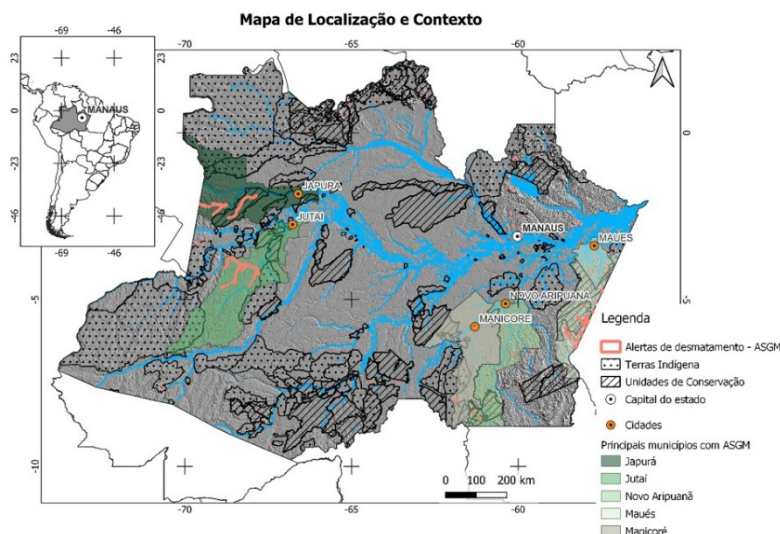 Mapa de Localização e Contexto
-69
-46
23
0
-23
-46
MANAUS
-69
-46
23
0
-23
-46
-70
-65
-60
0
-5
-5
-10
-70
-65
-60
JAPURA
JUTAI
MANAUS
MAUES
NOVO ARIPUANA
MANICORE
0 100 200 km
Legenda
Alertas de desmatamento - ASGM
Terras Indígena
Unidades de Conservação
Capital do estado
Cidades
Principais municípios com ASGM
Japurá
Jutaí
Novo Aripuanã
Maués
Manicoré